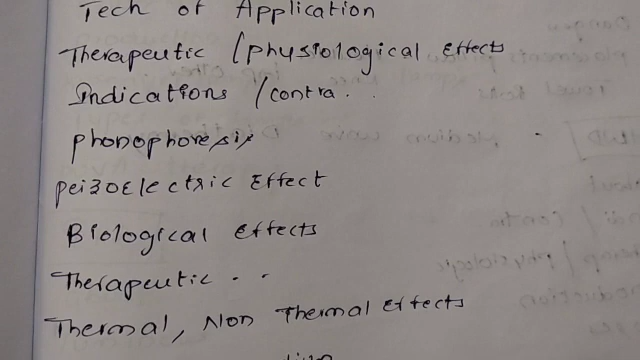 Tech of Application
Therapeutic / physiological Effects
Indications / contra . .
phonophoresis
peizoelectric Effect
Biological effects
Therapeutic . .
Thermal, Non Thermal Effects